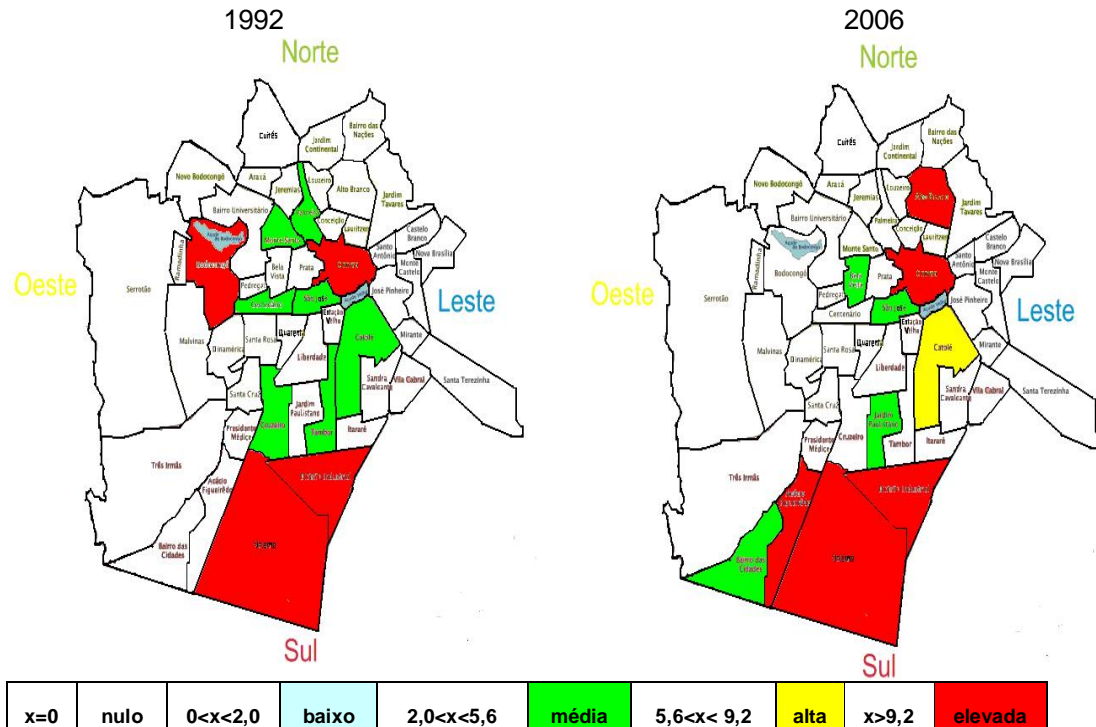 1992
Norte
Cuités
Jardim
Continental
Bairro das
Nações
Novo Bodocongó
Araxá
Jeremias
Louzeiro
Alto Branco
Jardim
Tavares
Bairro Universitário
Conceição
Lauritzen
Monte Santo
Castelo
Branco
Santo
Antônio
Nova Brasília
Ramadinha
Bodocongó
Bela
Vista
Prata
Centro
Monte
Castelo
Oeste
Serrotão
Pedregal
José Pinheiro
Leste
Centenário
São José
Estação
Velha
Catolé
Mirante
Malvinas
Dinamérica
Santa Rosa
Quarenta
Liberdade
Sandra
Cavalcante
Vila Cabral
Santa Terezinha
Santa Cruz
Jardim
Paulistano
Presidente
Médici
Cruzeiro
Tambor
Itararé
Três Irmãs
Acácio
Figueirêdo
Bairro das
Cidades
Sul
2006
Norte
Cuités
Jardim
Continental
Bairro das
Nações
Novo Bodocongó
Araxá
Jeremias
Louzeiro
Alto Branco
Jardim
Tavares
Bairro Universitário
Palmeira
Conceição
Lauritzen
Monte Santo
Castelo
Branco
Santo
Antônio
Nova Brasília
Ramadinha
Bodocongó
Bela
Vista
Prata
Centro
Monte
Castelo
Oeste
Serrotão
Pedregal
José Pinheiro
Leste
Centenário
São José
Estação
Velha
Catolé
Mirante
Malvinas
Dinamérica
Santa Rosa
Quarenta
Liberdade
Sandra
Cavalcante
Vila Cabral
Santa Terezinha
Santa Cruz
Jardim
Paulistano
Presidente
Médici
Cruzeiro
Tambor
Itararé
Três Irmãs
Bairro das
Cidades
Sul
x=0 nulo 0<x<2,0 baixo 2,0<x<5,6 média 5,6<x< 9,2 alta x>9,2 elevada